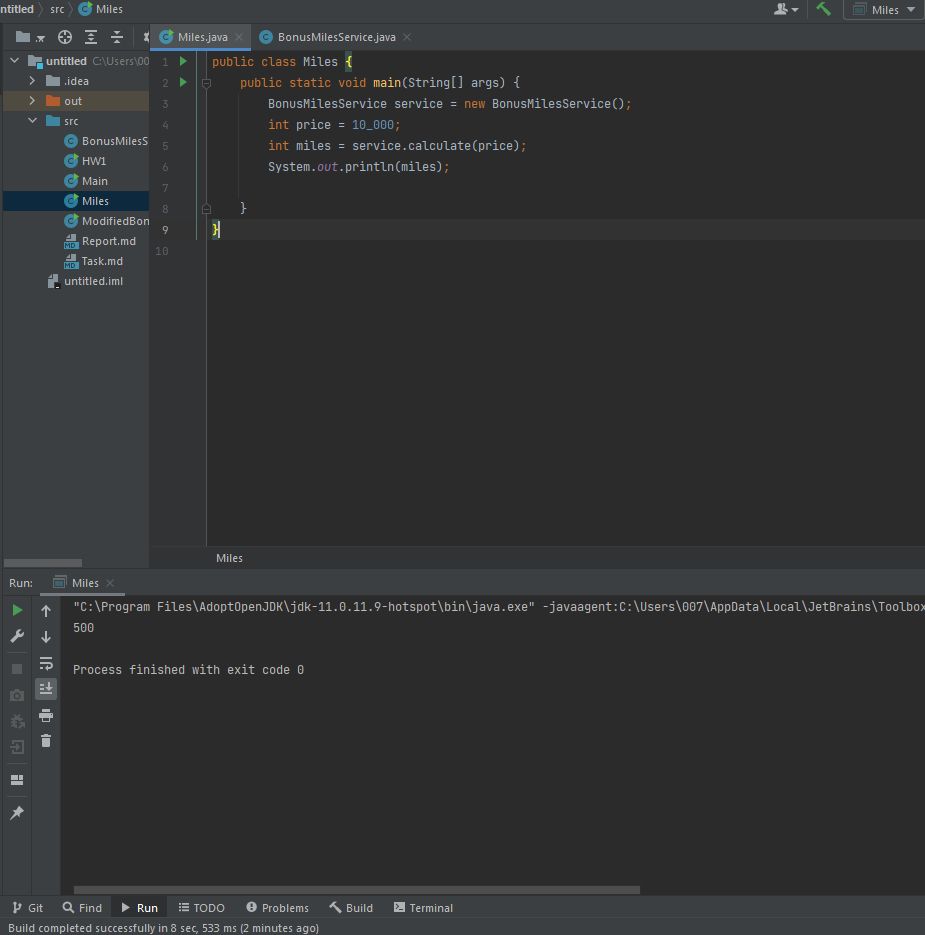 ntitled src Miles Miles
Miles.java BonusMilesService.java
untitled C:\Users\00
.idea
out
src
BonusMilesS
HW1
Main
Miles
ModifiedBon
Report.md
Task.md
untitled.iml
1 public class Miles {
2 public static void main(String[] args) {
3 BonusMilesService service = new BonusMilesService();
4 int price = 10_000;
5 int miles = service.calculate(price);
6 System.out.println(miles);
7
8 }
9 }
10
Miles
Run: Miles
"C:\Program Files\AdoptOpenJDK\jdk-11.0.11.9-hotspot\bin\java.exe" -javaagent:C:\Users\007\AppData\Local\JetBrains\Toolbox
500
Process finished with exit code 0
Git Find Run TODO Problems Build Terminal
Build completed successfully in 8 sec, 533 ms (2 minutes ago)